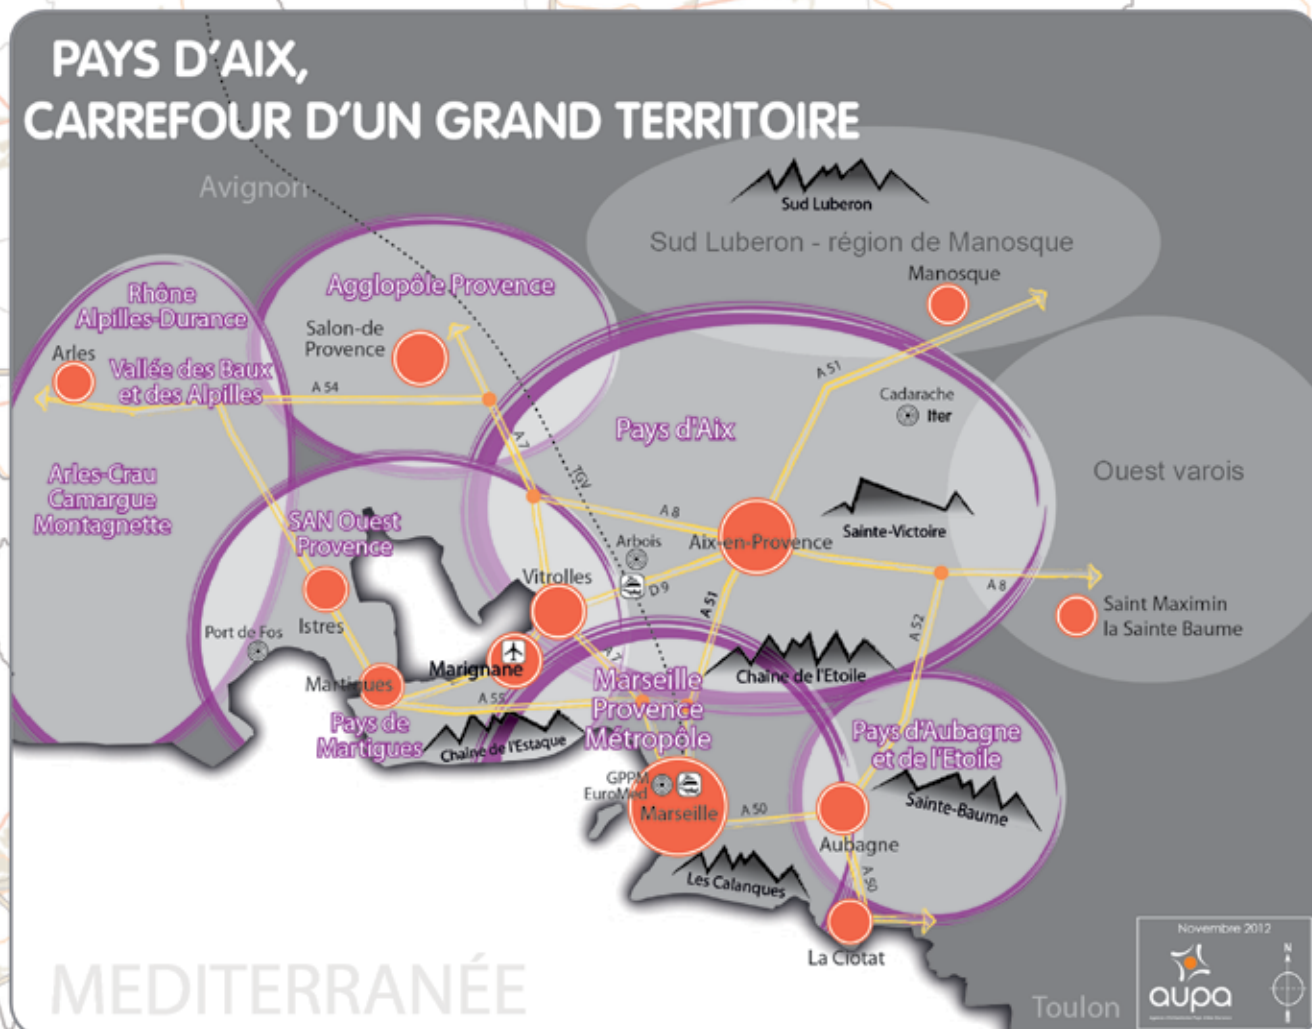 PAYS D'AIX,
CARREFOUR D'UN GRAND TERRITOIRE
Avignon
Sud Luberon
Sud Luberon - région de Manosque
Manosque
Rhône
Alpilles-Durance
Agglopôle Provence
Salon-de
Provence
Arles
Vallée des Baux
et des Alpilles
A 54
A 51
Cadarache
Iter
A 7
Pays d'Aix
TGV
Ouest varois
Arles-Crau
Camargue
Montagnette
SAN Ouest
Provence
A 8
Sainte-Victoire
Arbois
Aix-en-Provence
Vitrolles
D 9
A 51
A 8
Saint Maximin
la Sainte Baume
A 52
Istres
Port de Fos
A 7
Marignane
Chaîne de l'Etoile
Martigues
A 55
Marseille
Provence
Métropôle
Pays de
Martigues
Chaîne de l'Estaque
Pays d'Aubagne
et de l'Etoile
GPPM
EuroMed
Marseille
A 50
Sainte-Baume
Aubagne
Les Calanques
A 50
La Ciotat
MEDITERRANÉE
Toulon
Novembre 2012
aupa
N